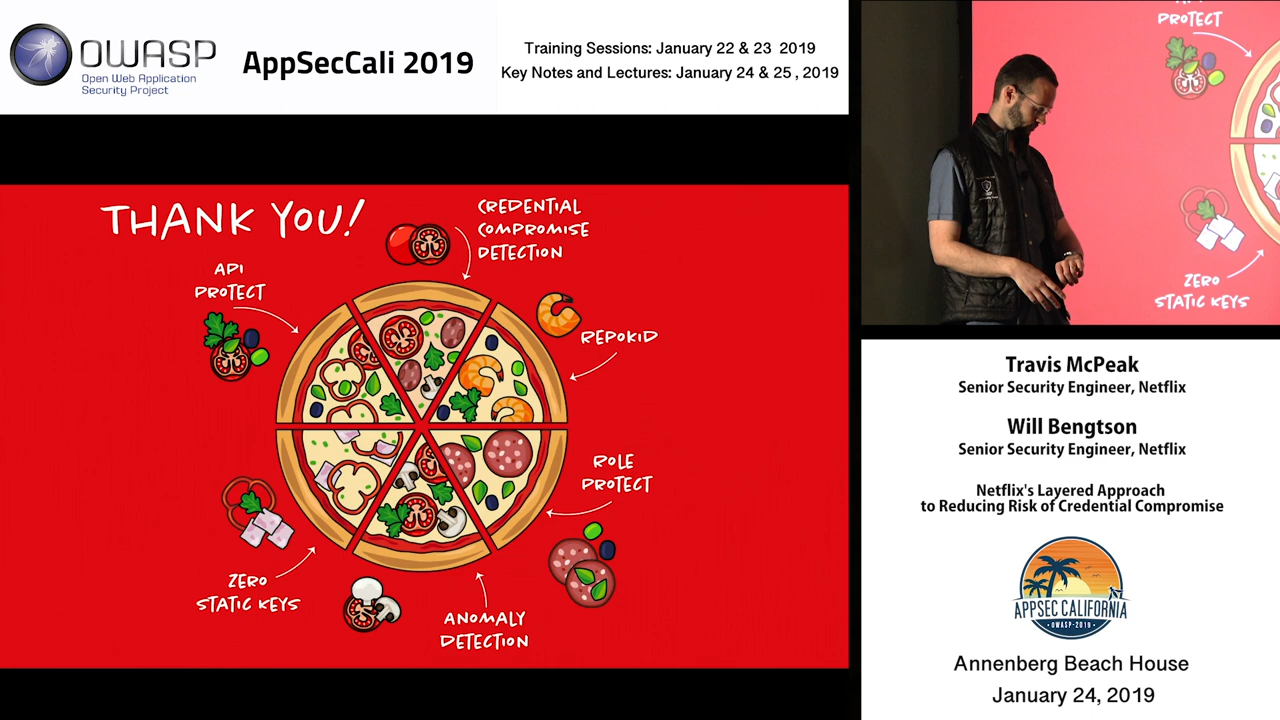 OWASP
Open Web Application
Security Project
AppSecCali 2019
Training Sessions: January 22 & 23 2019
Key Notes and Lectures: January 24 & 25 , 2019
THANK YOU!
CREDENTIAL
COMPROMISE
DETECTION
API
PROTECT
REPOKID
ROLE
PROTECT
ZERO
STATIC KEYS
ANOMALY
DETECTION
PROTECT
ZERO
STATIC KEYS
Travis McPeak
Senior Security Engineer, Netflix
Will Bengtson
Senior Security Engineer, Netflix
Netflix's Layered Approach
to Reducing Risk of Credential Compromise
APPSEC CALIFORNIA
OWASP-2019
Annenberg Beach House
January 24, 2019